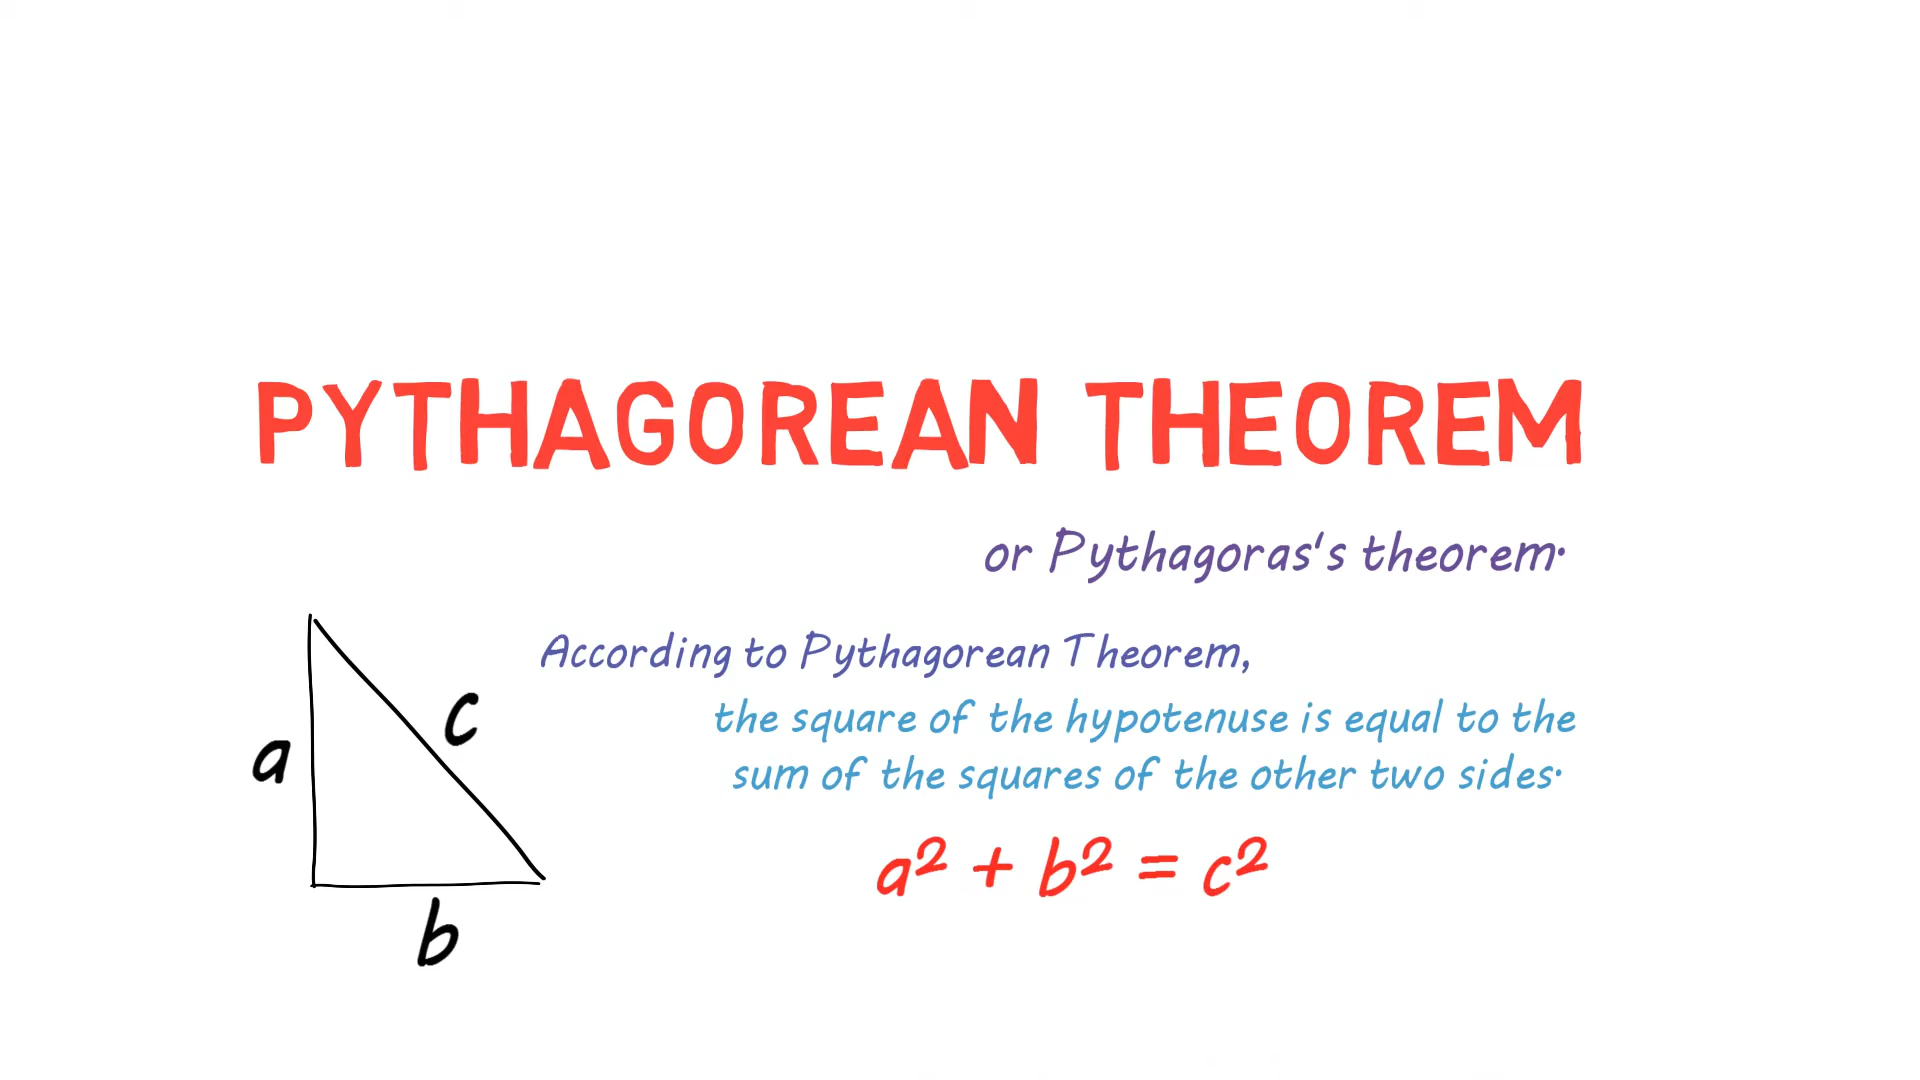 PYTHAGOREAN THEOREM
or Pythagoras's theorem.
According to Pythagorean Theorem,
the square of the hypotenuse is equal to the
sum of the squares of the other two sides.
a² + b² = c²
a
c
b